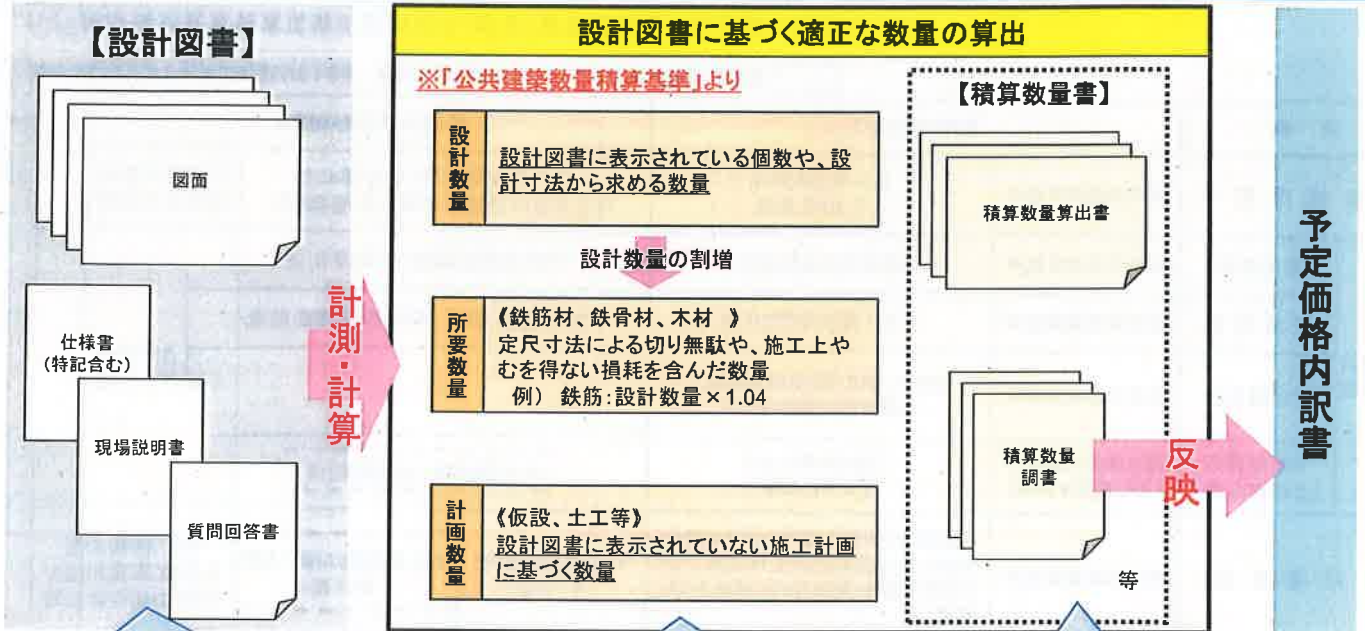 【設計図書】
図面
仕様書
(特記含む)
現場説明書
質問回答書
計測・計算
設計図書に基づく適正な数量の算出
※「公共建築数量積算基準」より
設計数量
設計図書に表示されている個数や、設
計寸法から求める数量
設計数量の割増
所要数量
《鉄筋材、鉄骨材、木材 》
定尺寸法による切り無駄や、施工上や
むを得ない損耗を含んだ数量
例) 鉄筋:設計数量×1.04
計画数量
《仮設、土工等》
設計図書に表示されていない施工計画
に基づく数量
【積算数量書】
積算数量算出書
積算数量
調書
等
反映
予定価格内訳書